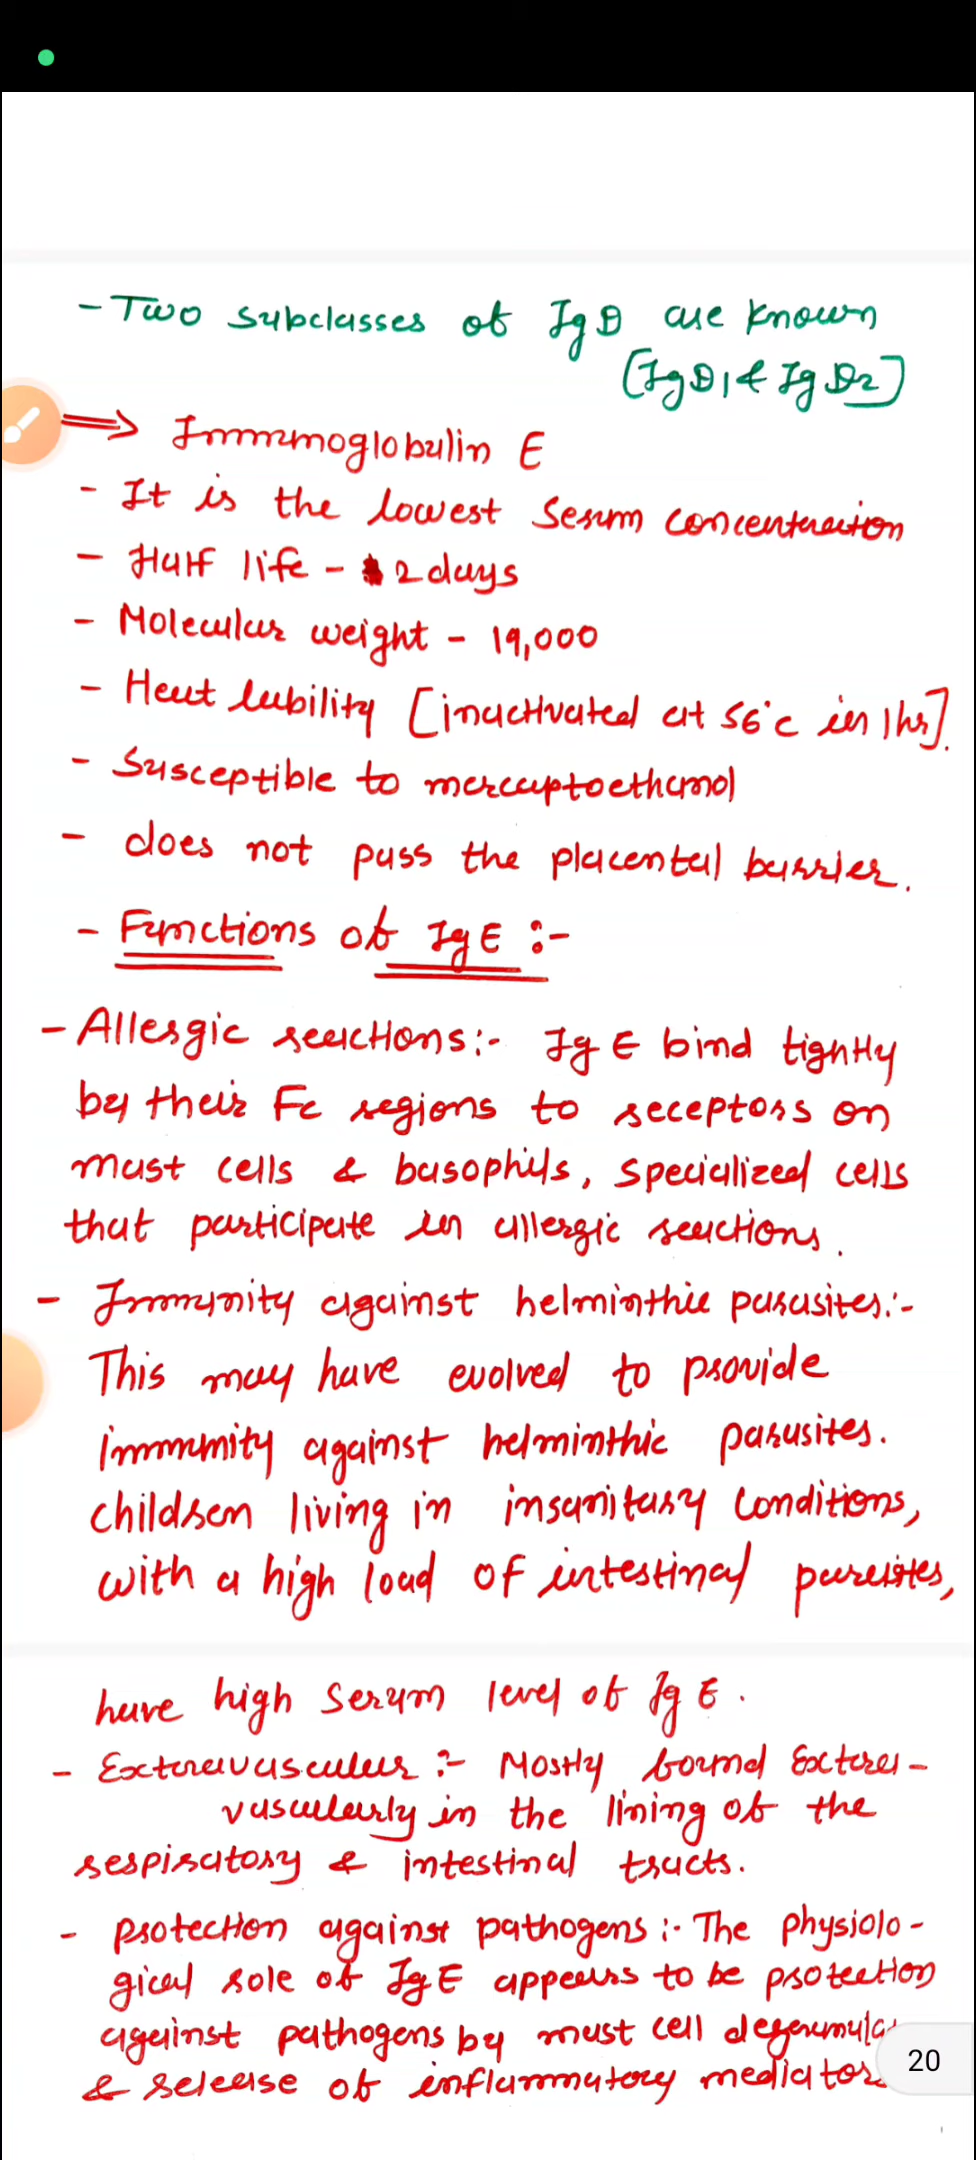 - Two subclasses of IgD are known
[IgD1 & IgD2]
⇒ Immunoglobulin E
- It is the lowest serum concentration
- Half life - 2 days
- Molecular weight - 19,000
- Heat lability [inactivated at 56°c in 1hr].
- Susceptible to mercaptoethanol
- does not pass the placental barrier.
- Functions of IgE :-
- Allergic reactions:- IgE bind tightly
by their Fc regions to receptors on
mast cells & basophils, specialized cells
that participate in allergic reactions.
- Immunity against helminthic parasites:-
This may have evolved to provide
immunity against helminthic parasites.
children living in insanitary conditions,
with a high load of intestinal parasites,
have high serum level of IgE.
- Extravascular :- Mostly bound Extra-
vascularly in the lining of the
respiratory & intestinal tracts.
- protection against pathogens :- The physiolo-
gical role of IgE appears to be protection
against pathogens by mast cell
& release of inflammatory mediators
20